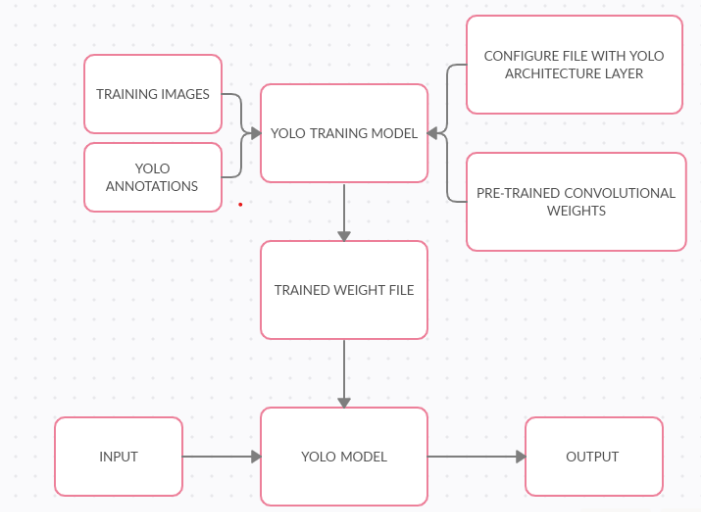 CONFIGURE FILE WITH YOLO
ARCHITECTURE LAYER
TRAINING IMAGES
YOLO TRANING MODEL
YOLO
ANNOTATIONS
PRE-TRAINED CONVOLUTIONAL
WEIGHTS
TRAINED WEIGHT FILE
INPUT
YOLO MODEL
OUTPUT